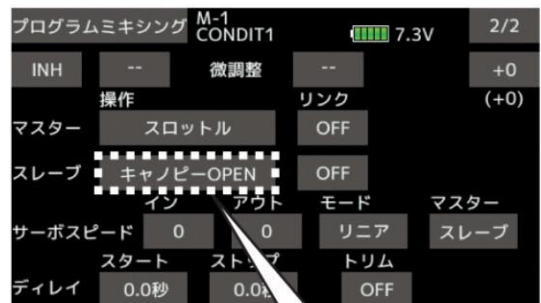 プログラムミキシング M-1 CONDIT1 7.3V 2/2
INH -- 微調整 -- +0
操作 リンク (+0)
マスター スロットル OFF
スレーブ キャノピーOPEN OFF
イン アウト モード マスター
サーボスピード 0 0 リニア スレーブ
スタート ストップ トリム
ディレイ 0.0秒 0.0 OFF